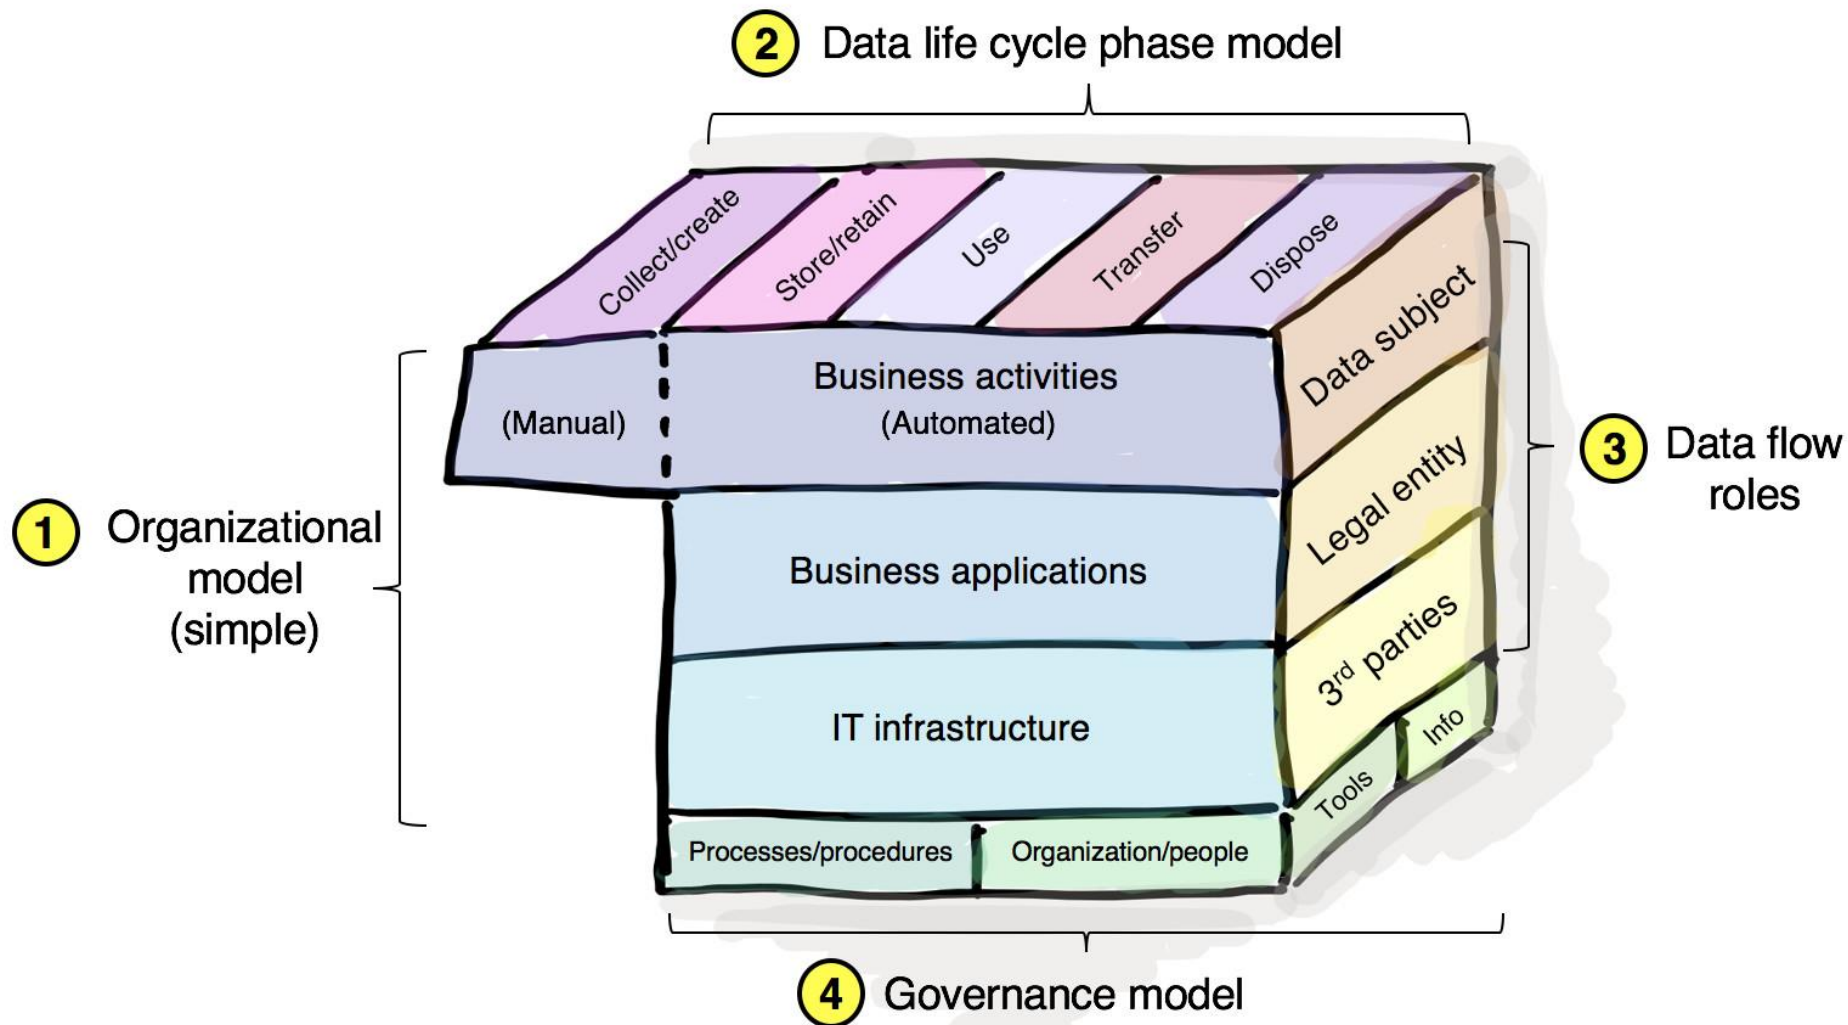 2 Data life cycle phase model
Collect/create
Store/retain
Use
Transfer
Dispose
1 Organizational
model
(simple)
Business activities
(Manual)
(Automated)
Business applications
IT infrastructure
Data subject
Legal entity
3rd parties
3 Data flow
roles
Processes/procedures
Organization/people
Tools
Info
4 Governance model